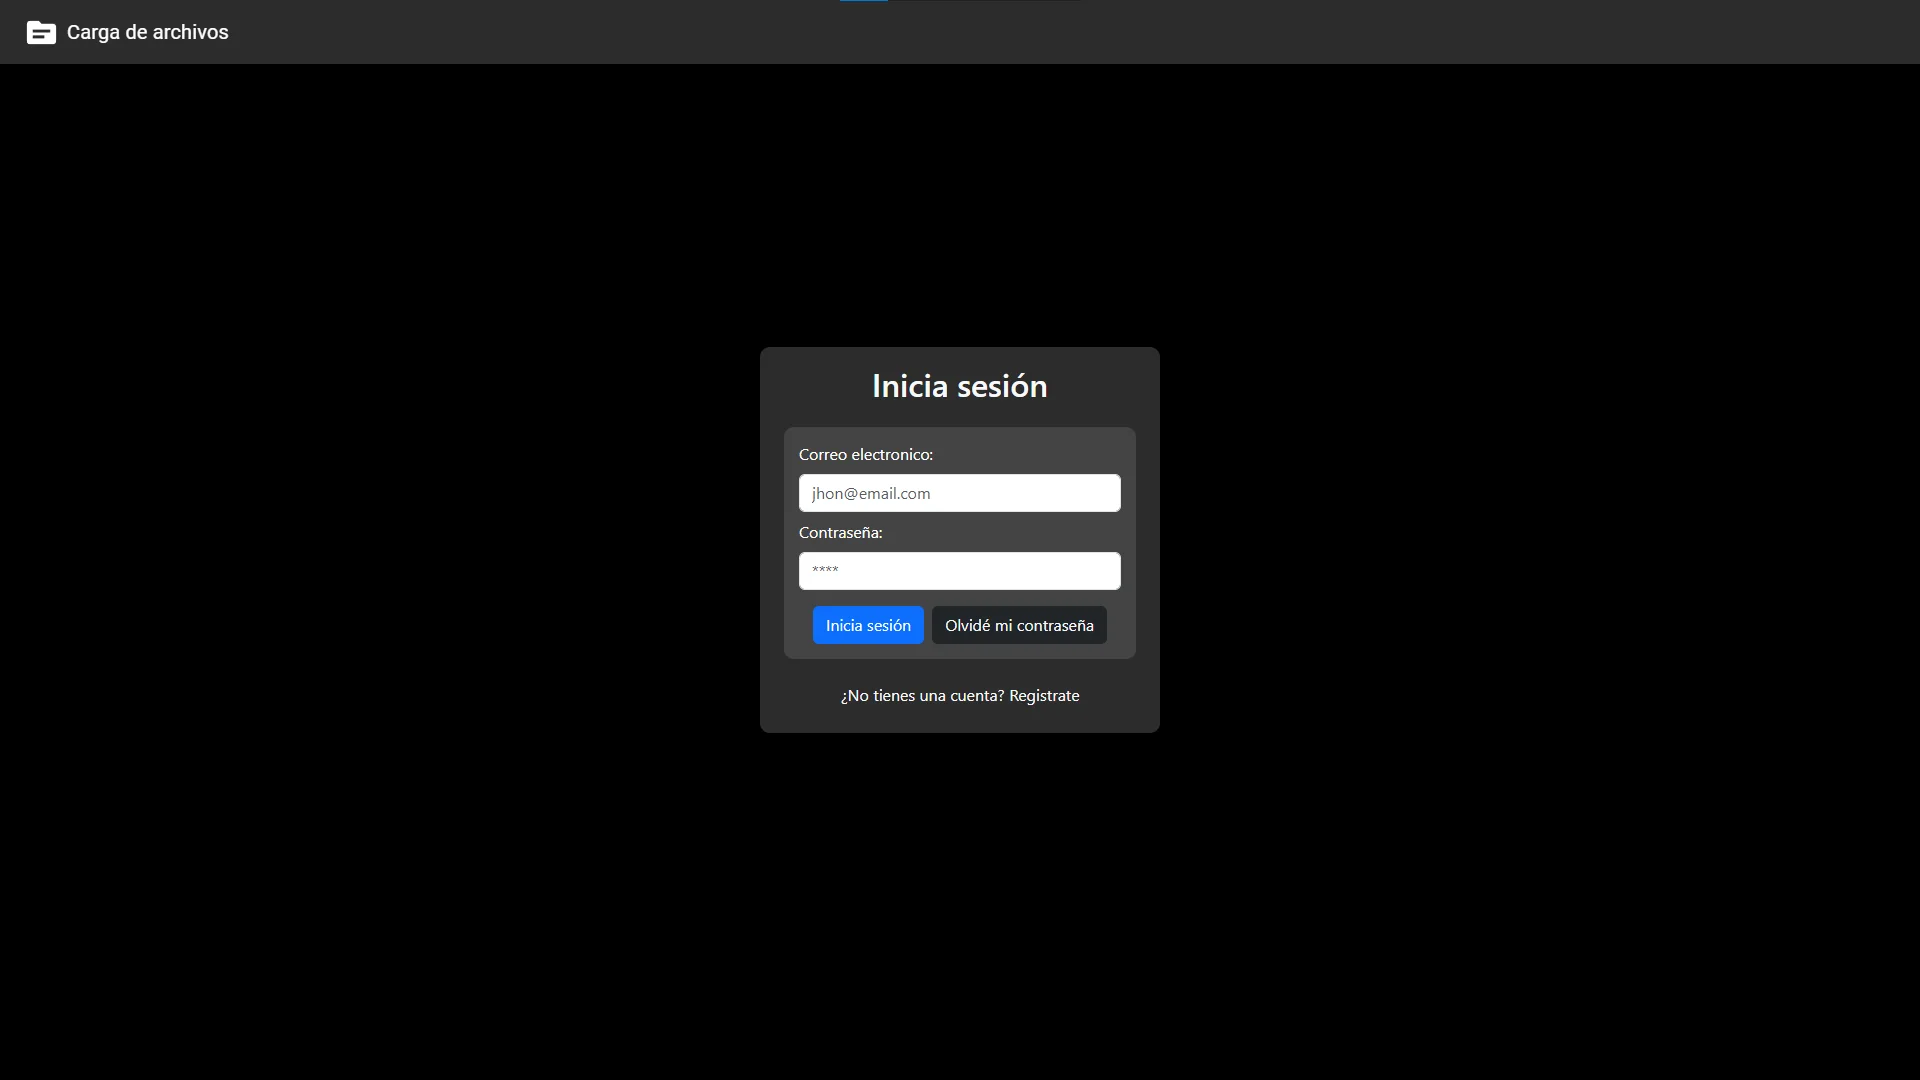 Carga de archivos
Inicia sesión
Correo electronico:
jhon@email.com
Contraseña:
****
Inicia sesión Olvidé mi contraseña
¿No tienes una cuenta? Registrate